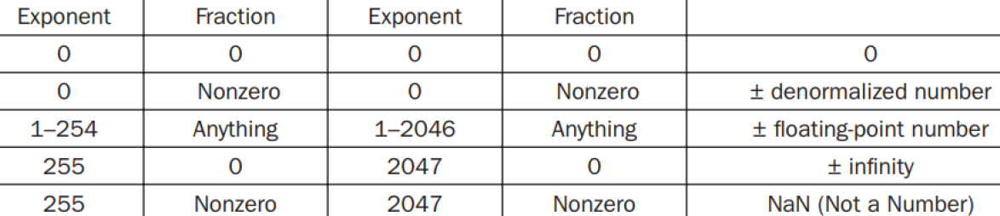 Exponent Fraction Exponent Fraction
0 0 0 0 0
0 Nonzero 0 Nonzero ± denormalized number
1–254 Anything 1–2046 Anything ± floating-point number
255 0 2047 0 ± infinity
255 Nonzero 2047 Nonzero NaN (Not a Number)